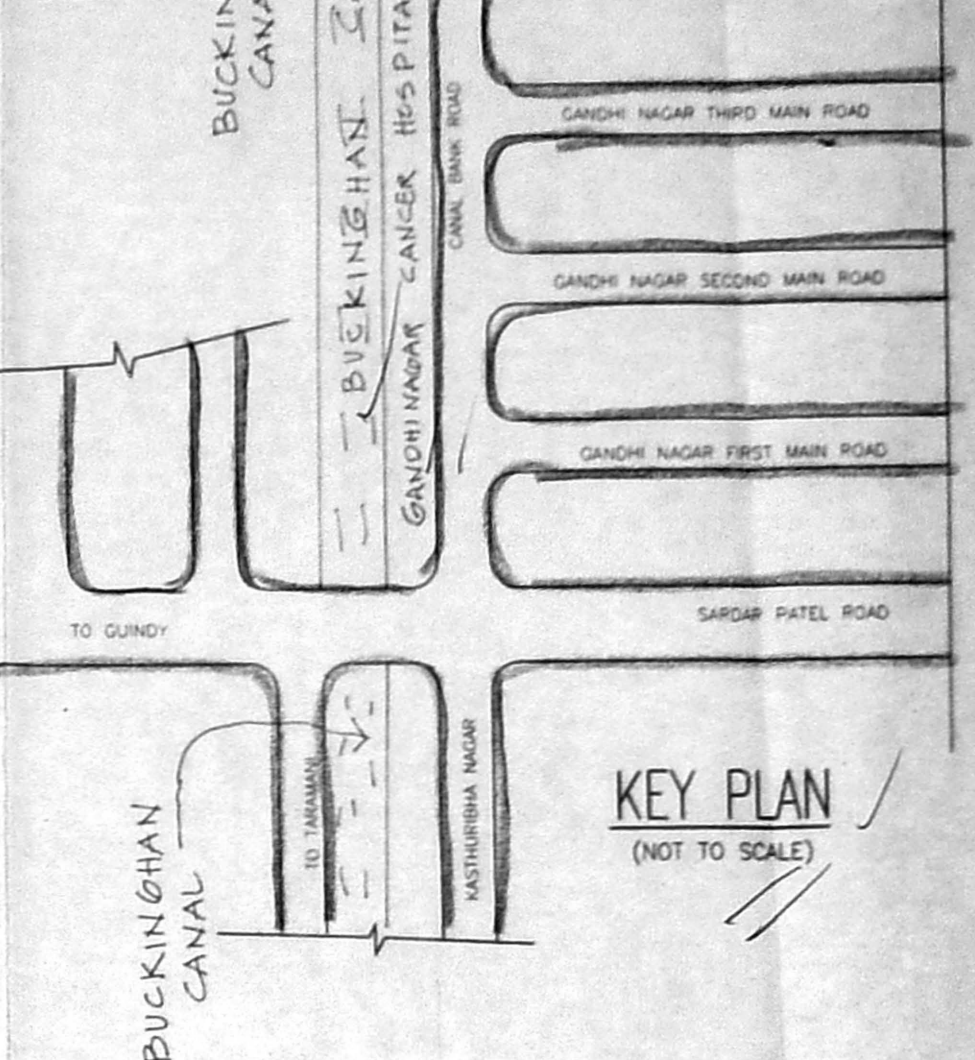 BUCKIN
CANA
BUCKINGHAN
GANDHINAGAR CANCER HOSPITA
CANAL BANK ROAD
GANDHI NAGAR THIRD MAIN ROAD
GANDHI NAGAR SECOND MAIN ROAD
GANDHI NAGAR FIRST MAIN ROAD
SARDAR PATEL ROAD
TO GUINDY
TO TARAMANI
KASTHURIBHA NAGAR
BUCKINGHAN
CANAL
KEY PLAN
(NOT TO SCALE)